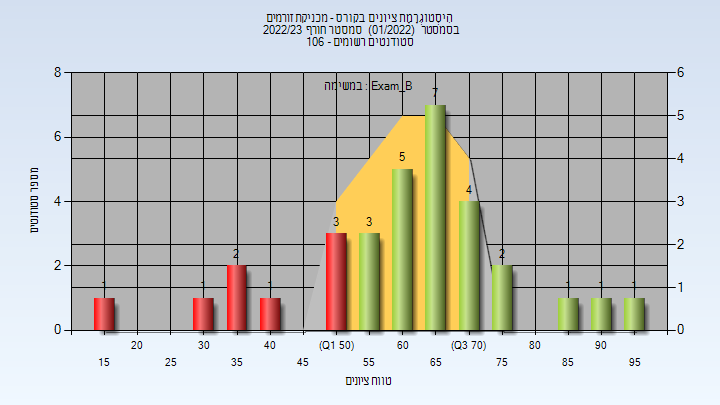 הִיסְטוֹגְרָמַת ציונים בקורס - מכניקת זורמים
בסמסטר (01/2022) סמסטר חורף 2022/23
סטודנטים רשומים - 106
במשימה : Exam_B
מספר סטודנטים
8 6 4 2 0
6 5 4 3 2 1 0
1 1 2 1 3 3 5 7 4 2 1 1 1
20 30 40 (Q1 50) 60 (Q3 70) 80 90
15 25 35 45 55 65 75 85 95
טווח ציונים